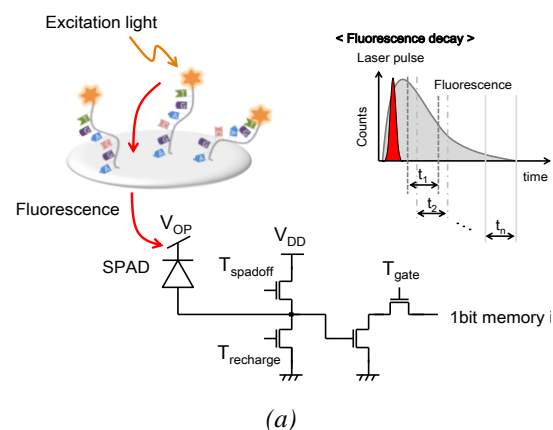 Excitation light
< Fluorescence decay >
Laser pulse
Fluorescence
Counts
time
t1
t2
...
tn
Fluorescence
VOP
SPAD
VDD
Tspadoff
Tgate
1bit memory i
Trecharge
(a)